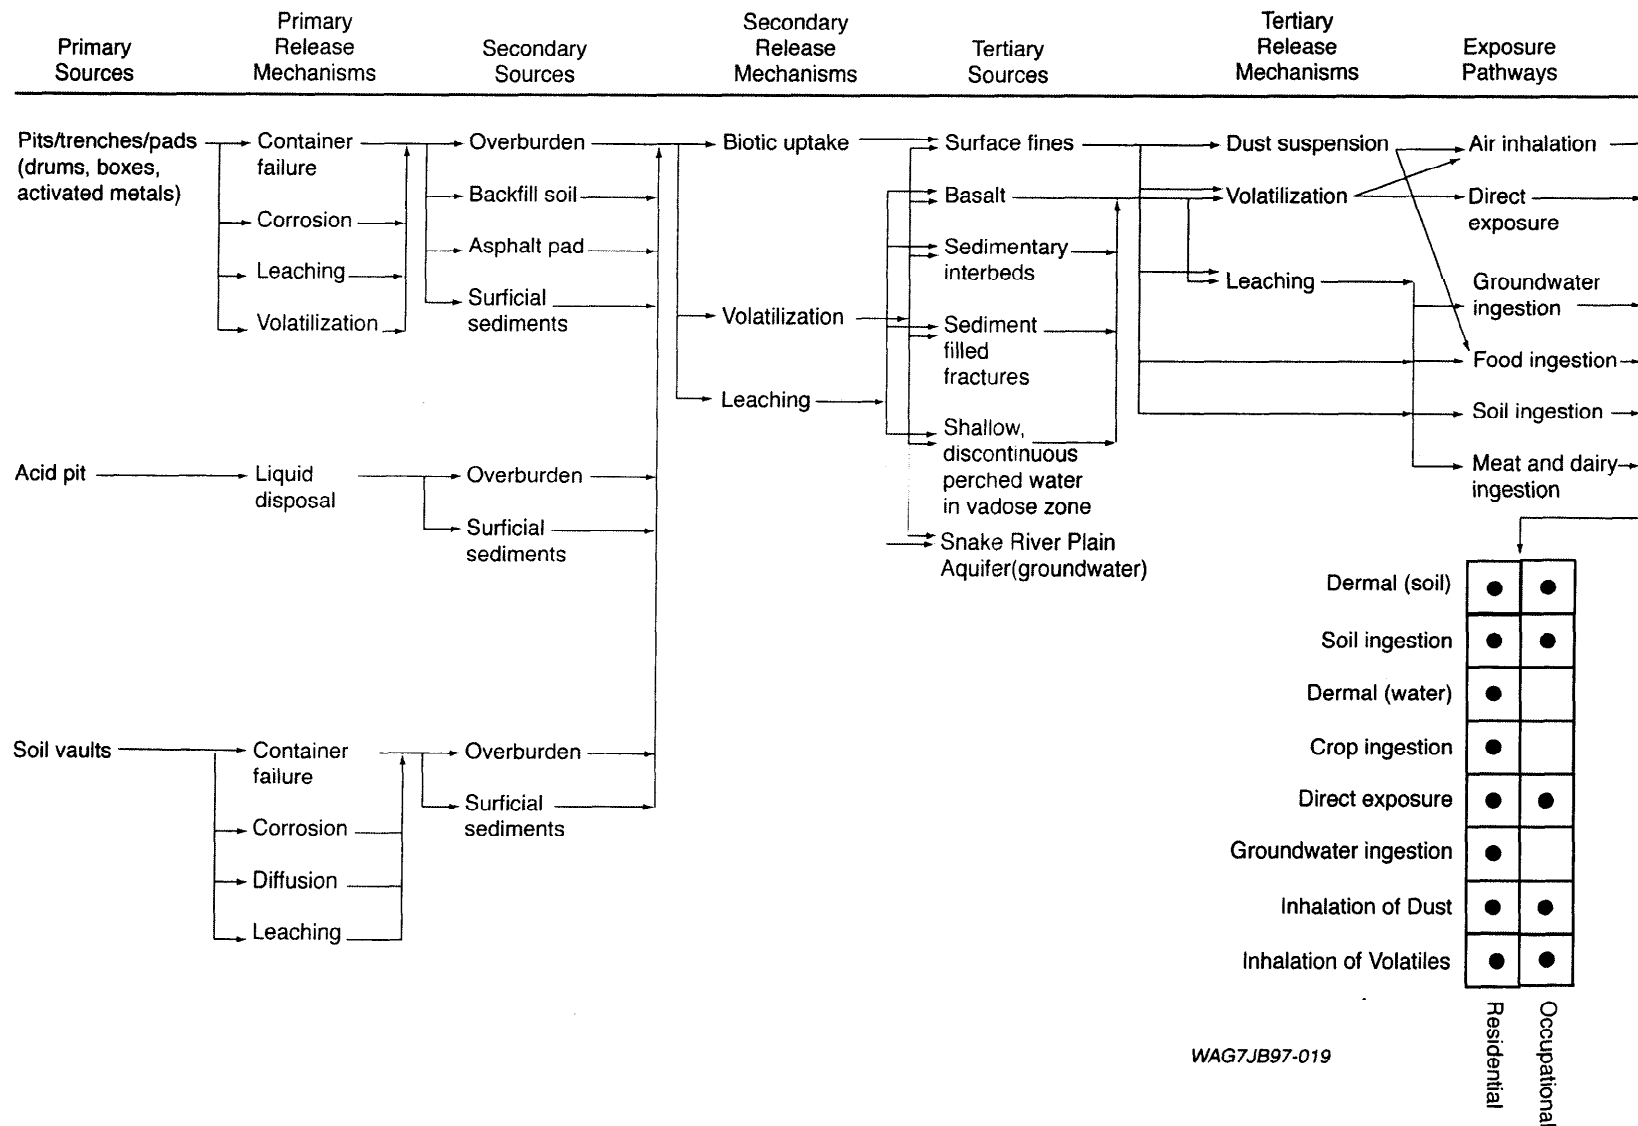 Primary
Sources
Primary
Release
Mechanisms
Secondary
Sources
Secondary
Release
Mechanisms
Tertiary
Sources
Tertiary
Release
Mechanisms
Exposure
Pathways
Pits/trenches/pads
(drums, boxes,
activated metals)
Container
failure
Corrosion
Leaching
Volatilization
Overburden
Backfill soil
Asphalt pad
Surficial
sediments
Biotic uptake
Volatilization
Leaching
Surface fines
Basalt
Sedimentary
interbeds
Sediment
filled
fractures
Shallow,
discontinuous
perched water
in vadose zone
Snake River Plain
Aquifer(groundwater)
Dust suspension
Volatilization
Leaching
Air inhalation
Direct
exposure
Groundwater
ingestion
Food ingestion
Soil ingestion
Meat and dairy
ingestion
Acid pit
Liquid
disposal
Overburden
Surficial
sediments
Soil vaults
Container
failure
Corrosion
Diffusion
Leaching
Overburden
Surficial
sediments
Dermal (soil)
Soil ingestion
Dermal (water)
Crop ingestion
Direct exposure
Groundwater ingestion
Inhalation of Dust
Inhalation of Volatiles
Residential
Occupational
WAG7JB97-019